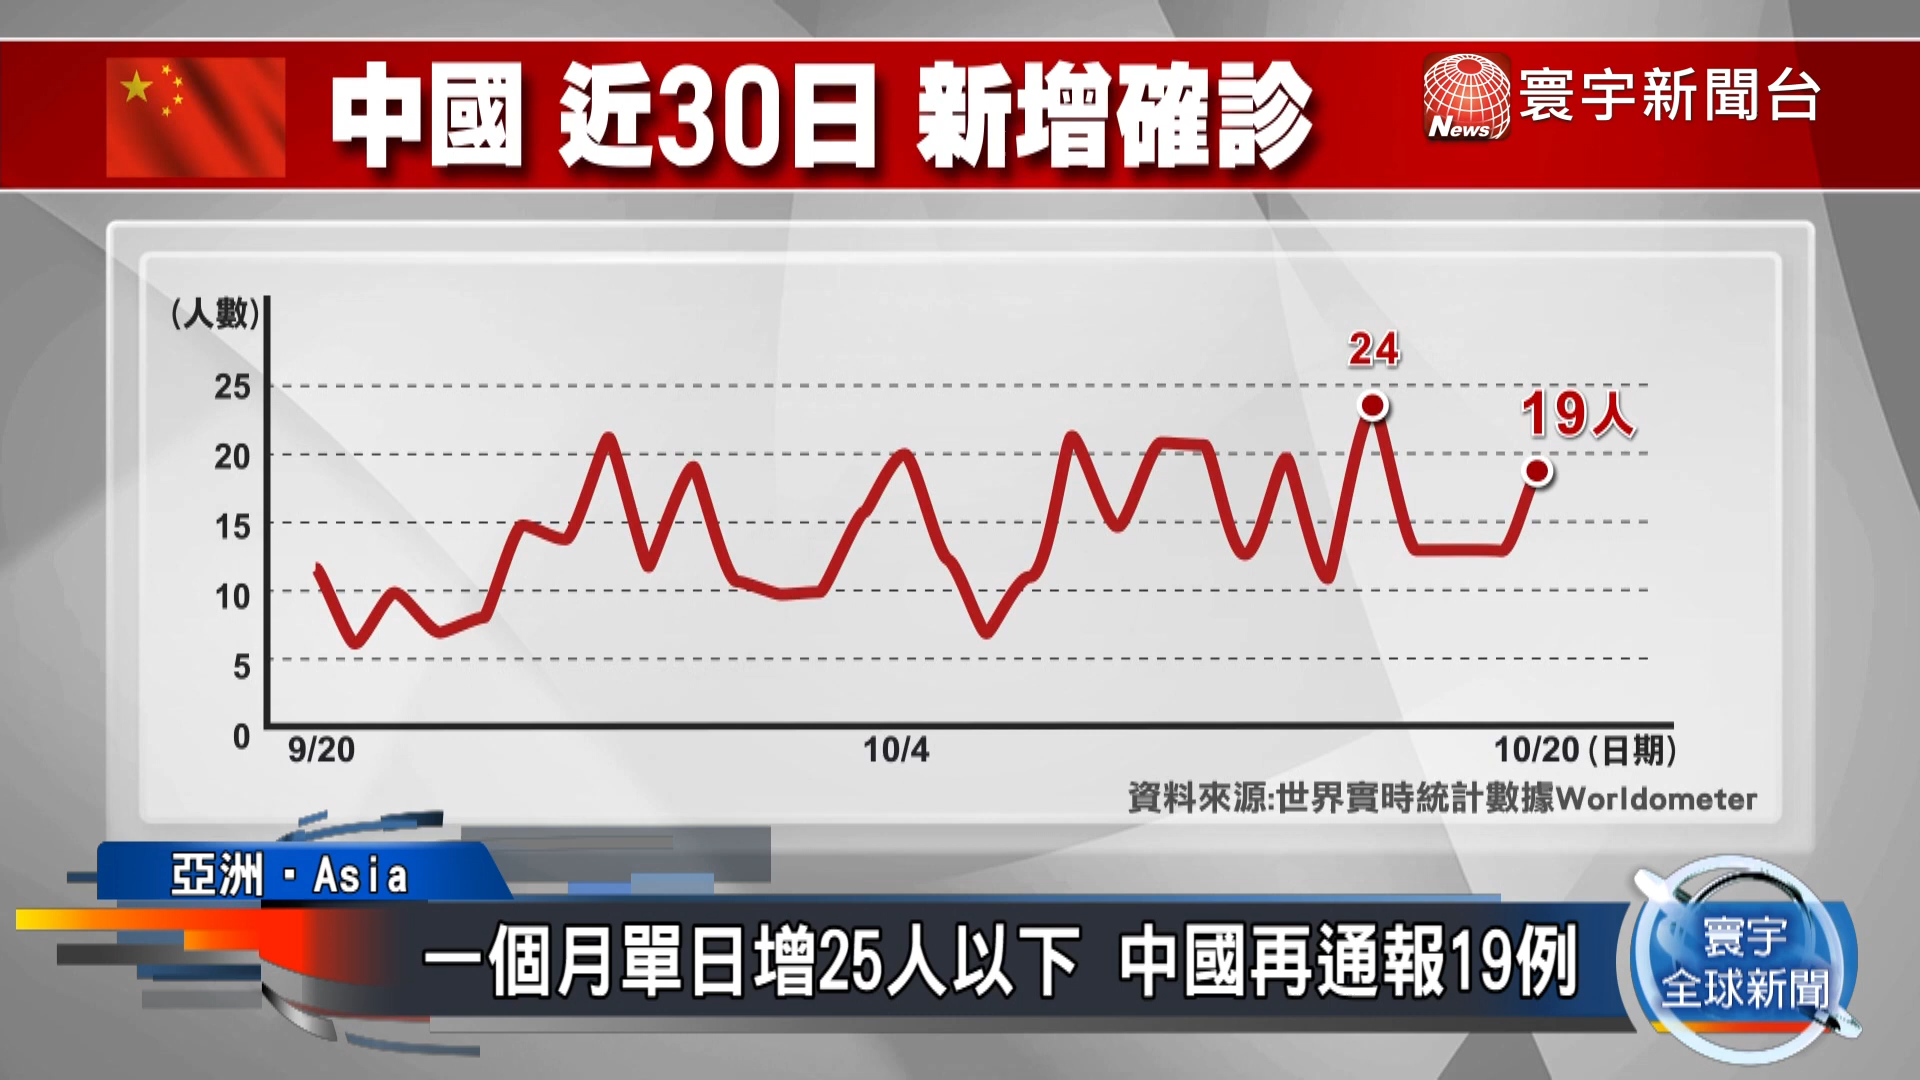 中國 近30日 新增確診
News 寰宇新聞台
(人數)
24
25
19人
20
15
10
5
0
9/20 10/4 10/20 (日期)
資料來源:世界實時統計數據Worldometer
亞洲·Asia
一個月單日增25人以下 中國再通報19例
寰宇
全球新聞